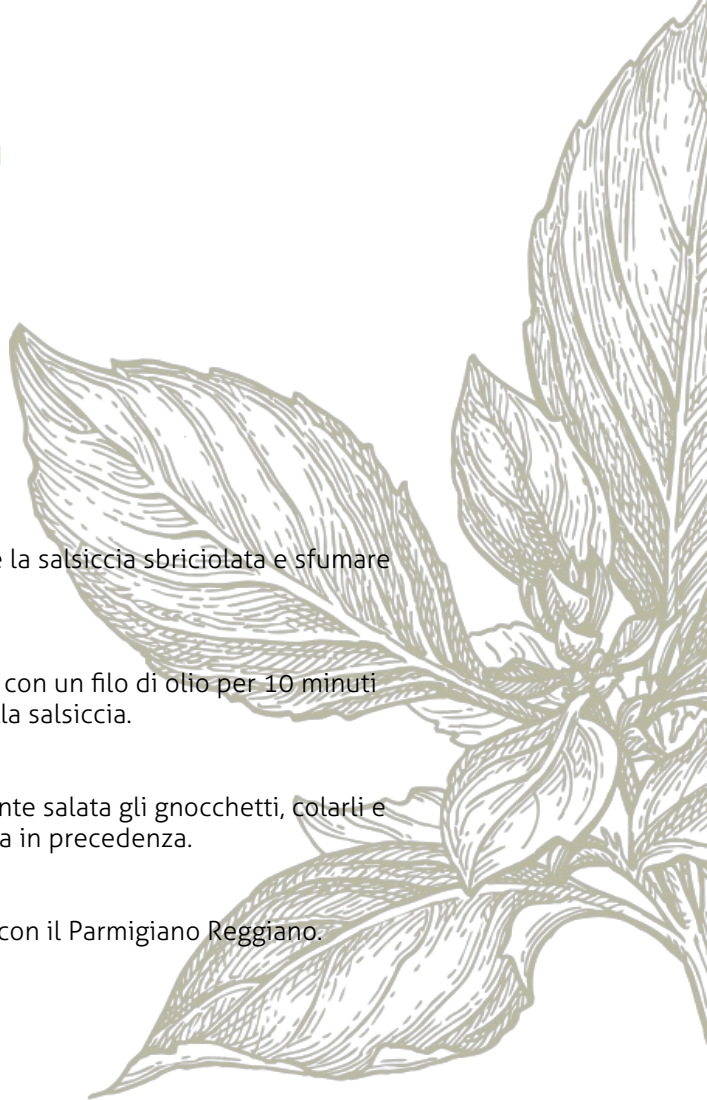 la salsiccia sbriciolata e sfumare
con un filo di olio per 10 minuti
la salsiccia.
salata gli gnocchetti, colarli e
in precedenza.
con il Parmigiano Reggiano.